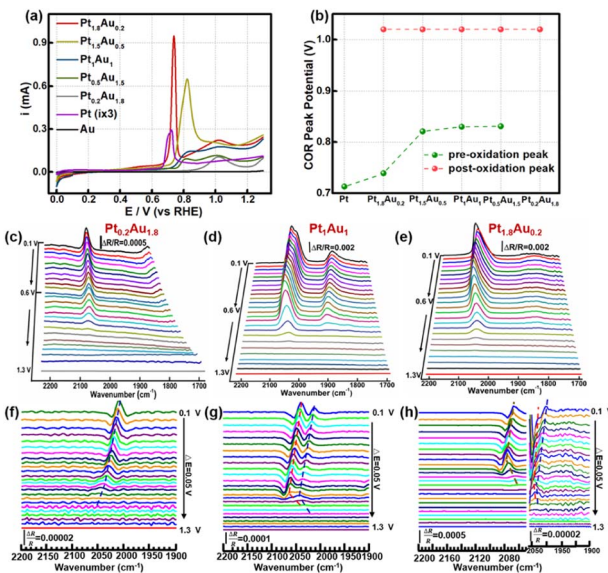 (a)
0.9
0.6
0.3
0.0
i (mA)
Pt1.8Au0.2
Pt1.5Au0.5
Pt1Au1
Pt0.5Au1.5
Pt0.2Au1.8
Pt (ix3)
Au
0.0 0.2 0.4 0.6 0.8 1.0 1.2
E / V (vs RHE)
(b)
1.0
0.9
0.8
0.7
COR Peak Potential (V)
pre-oxidation peak
post-oxidation peak
Pt Pt1.8Au0.2 Pt1.5Au0.5 Pt1Au1 Pt0.5Au1.5 Pt0.2Au1.8
(c) Pt0.2Au1.8
ΔR/R=0.0005
0.1 V
0.6 V
1.3 V
2200 2100 2000 1900 1800 1700
Wavenumber (cm-1)
(d) Pt1Au1
ΔR/R=0.002
0.1 V
0.6 V
1.3 V
2200 2100 2000 1900 1800 1700
Wavenumber (cm-1)
(e) Pt1.8Au0.2
ΔR/R=0.002
0.1V
0.6 V
1.3 V
2200 2100 2000 1900 1800 1700
Wavenumber (cm-1)
(f)
0.1 V
△E=0.05 V
1.3 V
ΔR/R=0.00002
2200 2150 2100 2050 2000 1950 1900
Wavenumber (cm-1)
(g)
0.1 V
△E=0.05 V
1.3 V
ΔR/R=0.0001
2200 2150 2100 2050 2000 1950 1900
Wavenumber (cm-1)
(h)
0.1 V
△E=0.05 V
1.3 V
ΔR/R=0.0005
ΔR/R=0.00002
2200 2160 2120 2080 2050 1950 1900
Wavenumber (cm-1)